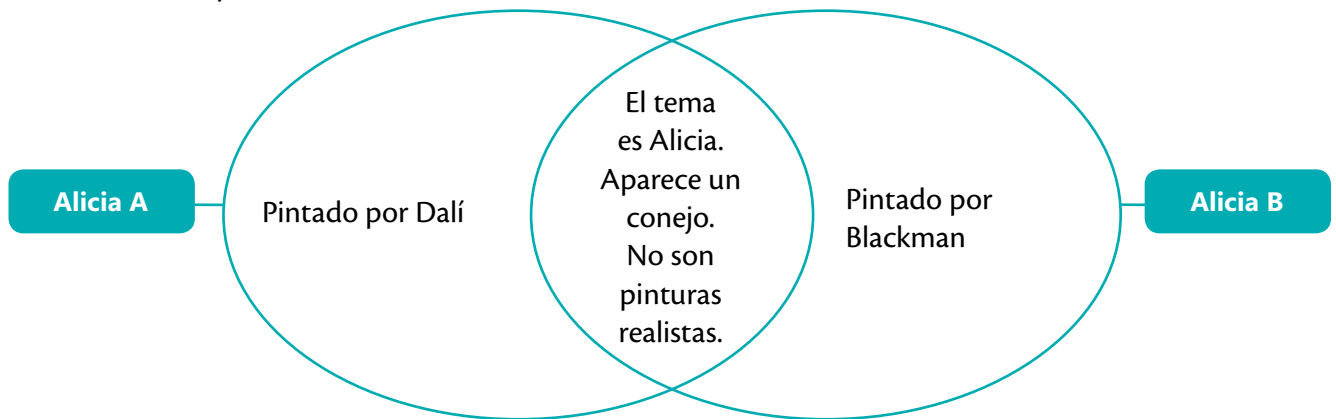 Alicia A
Pintado por Dalí
El tema
es Alicia.
Aparece un
conejo.
No son
pinturas
realistas.
Pintado por
Blackman
Alicia B